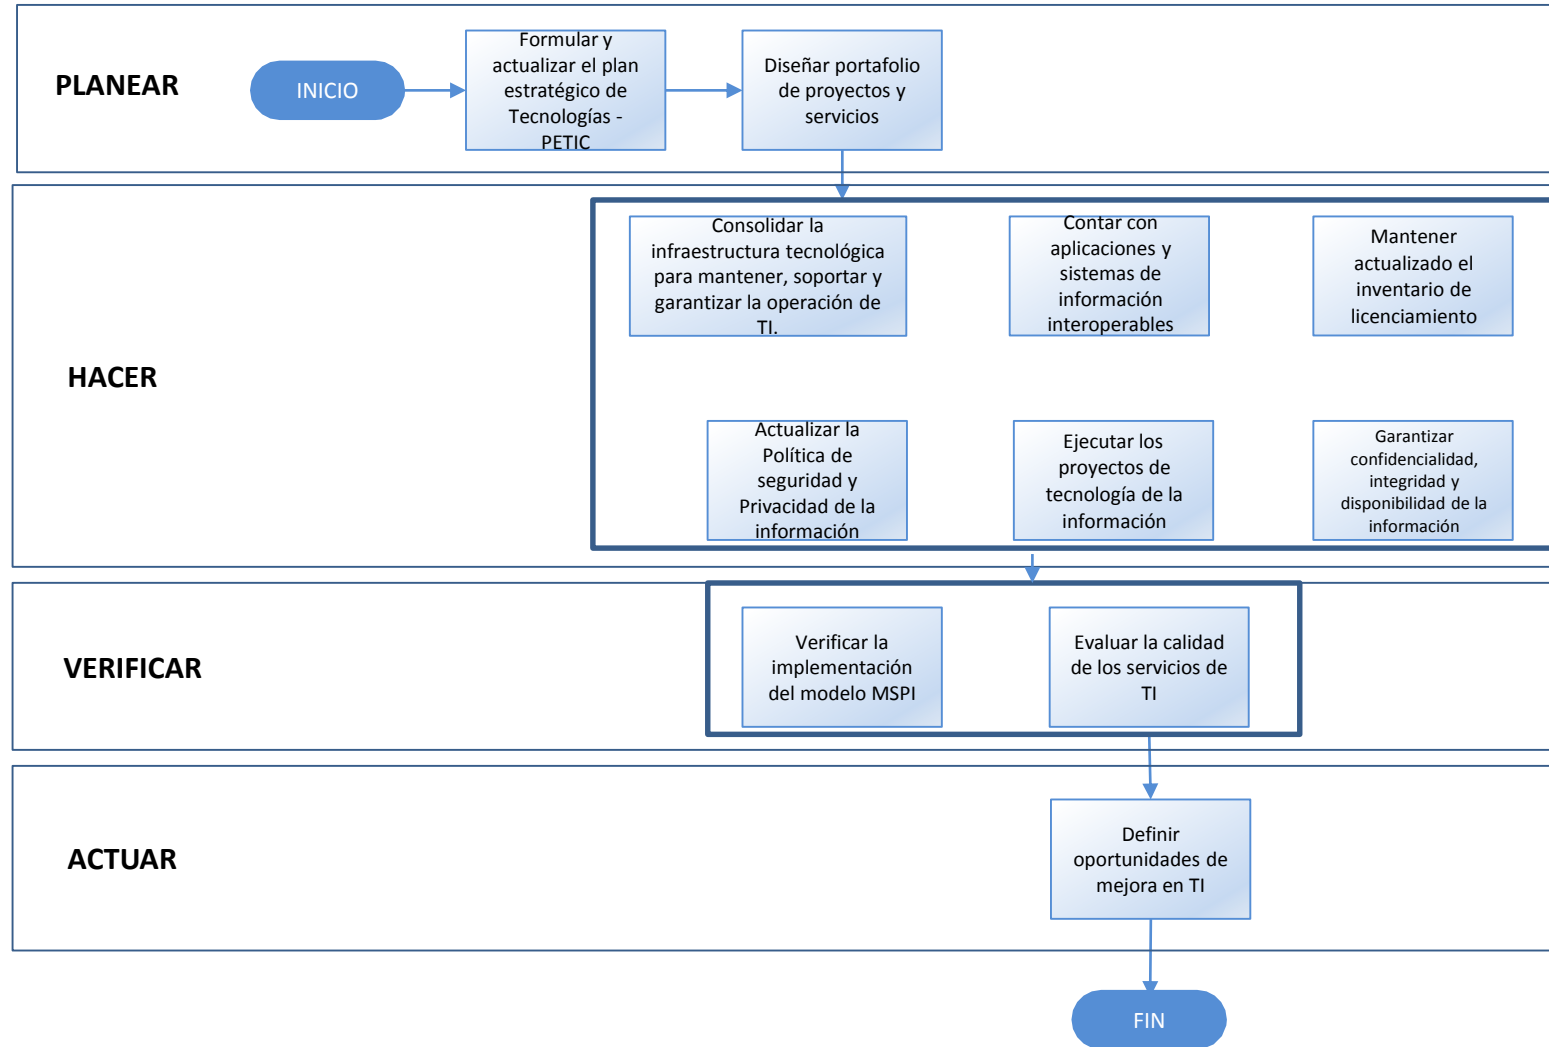 PLANEAR
INICIO
Formular y
actualizar el plan
estratégico de
Tecnologías -
PETIC
Diseñar portafolio
de proyectos y
servicios
HACER
Consolidar la
infraestructura tecnológica
para mantener, soportar y
garantizar la operación de
TI.
Contar con
aplicaciones y
sistemas de
información
interoperables
Mantener
actualizado el
inventario de
licenciamiento
Actualizar la
Política de
seguridad y
Privacidad de la
información
Ejecutar los
proyectos de
tecnología de la
información
Garantizar
confidencialidad,
integridad y
disponibilidad de la
información
VERIFICAR
Verificar la
implementación
del modelo MSPI
Evaluar la calidad
de los servicios de
TI
ACTUAR
Definir
oportunidades de
mejora en TI
FIN